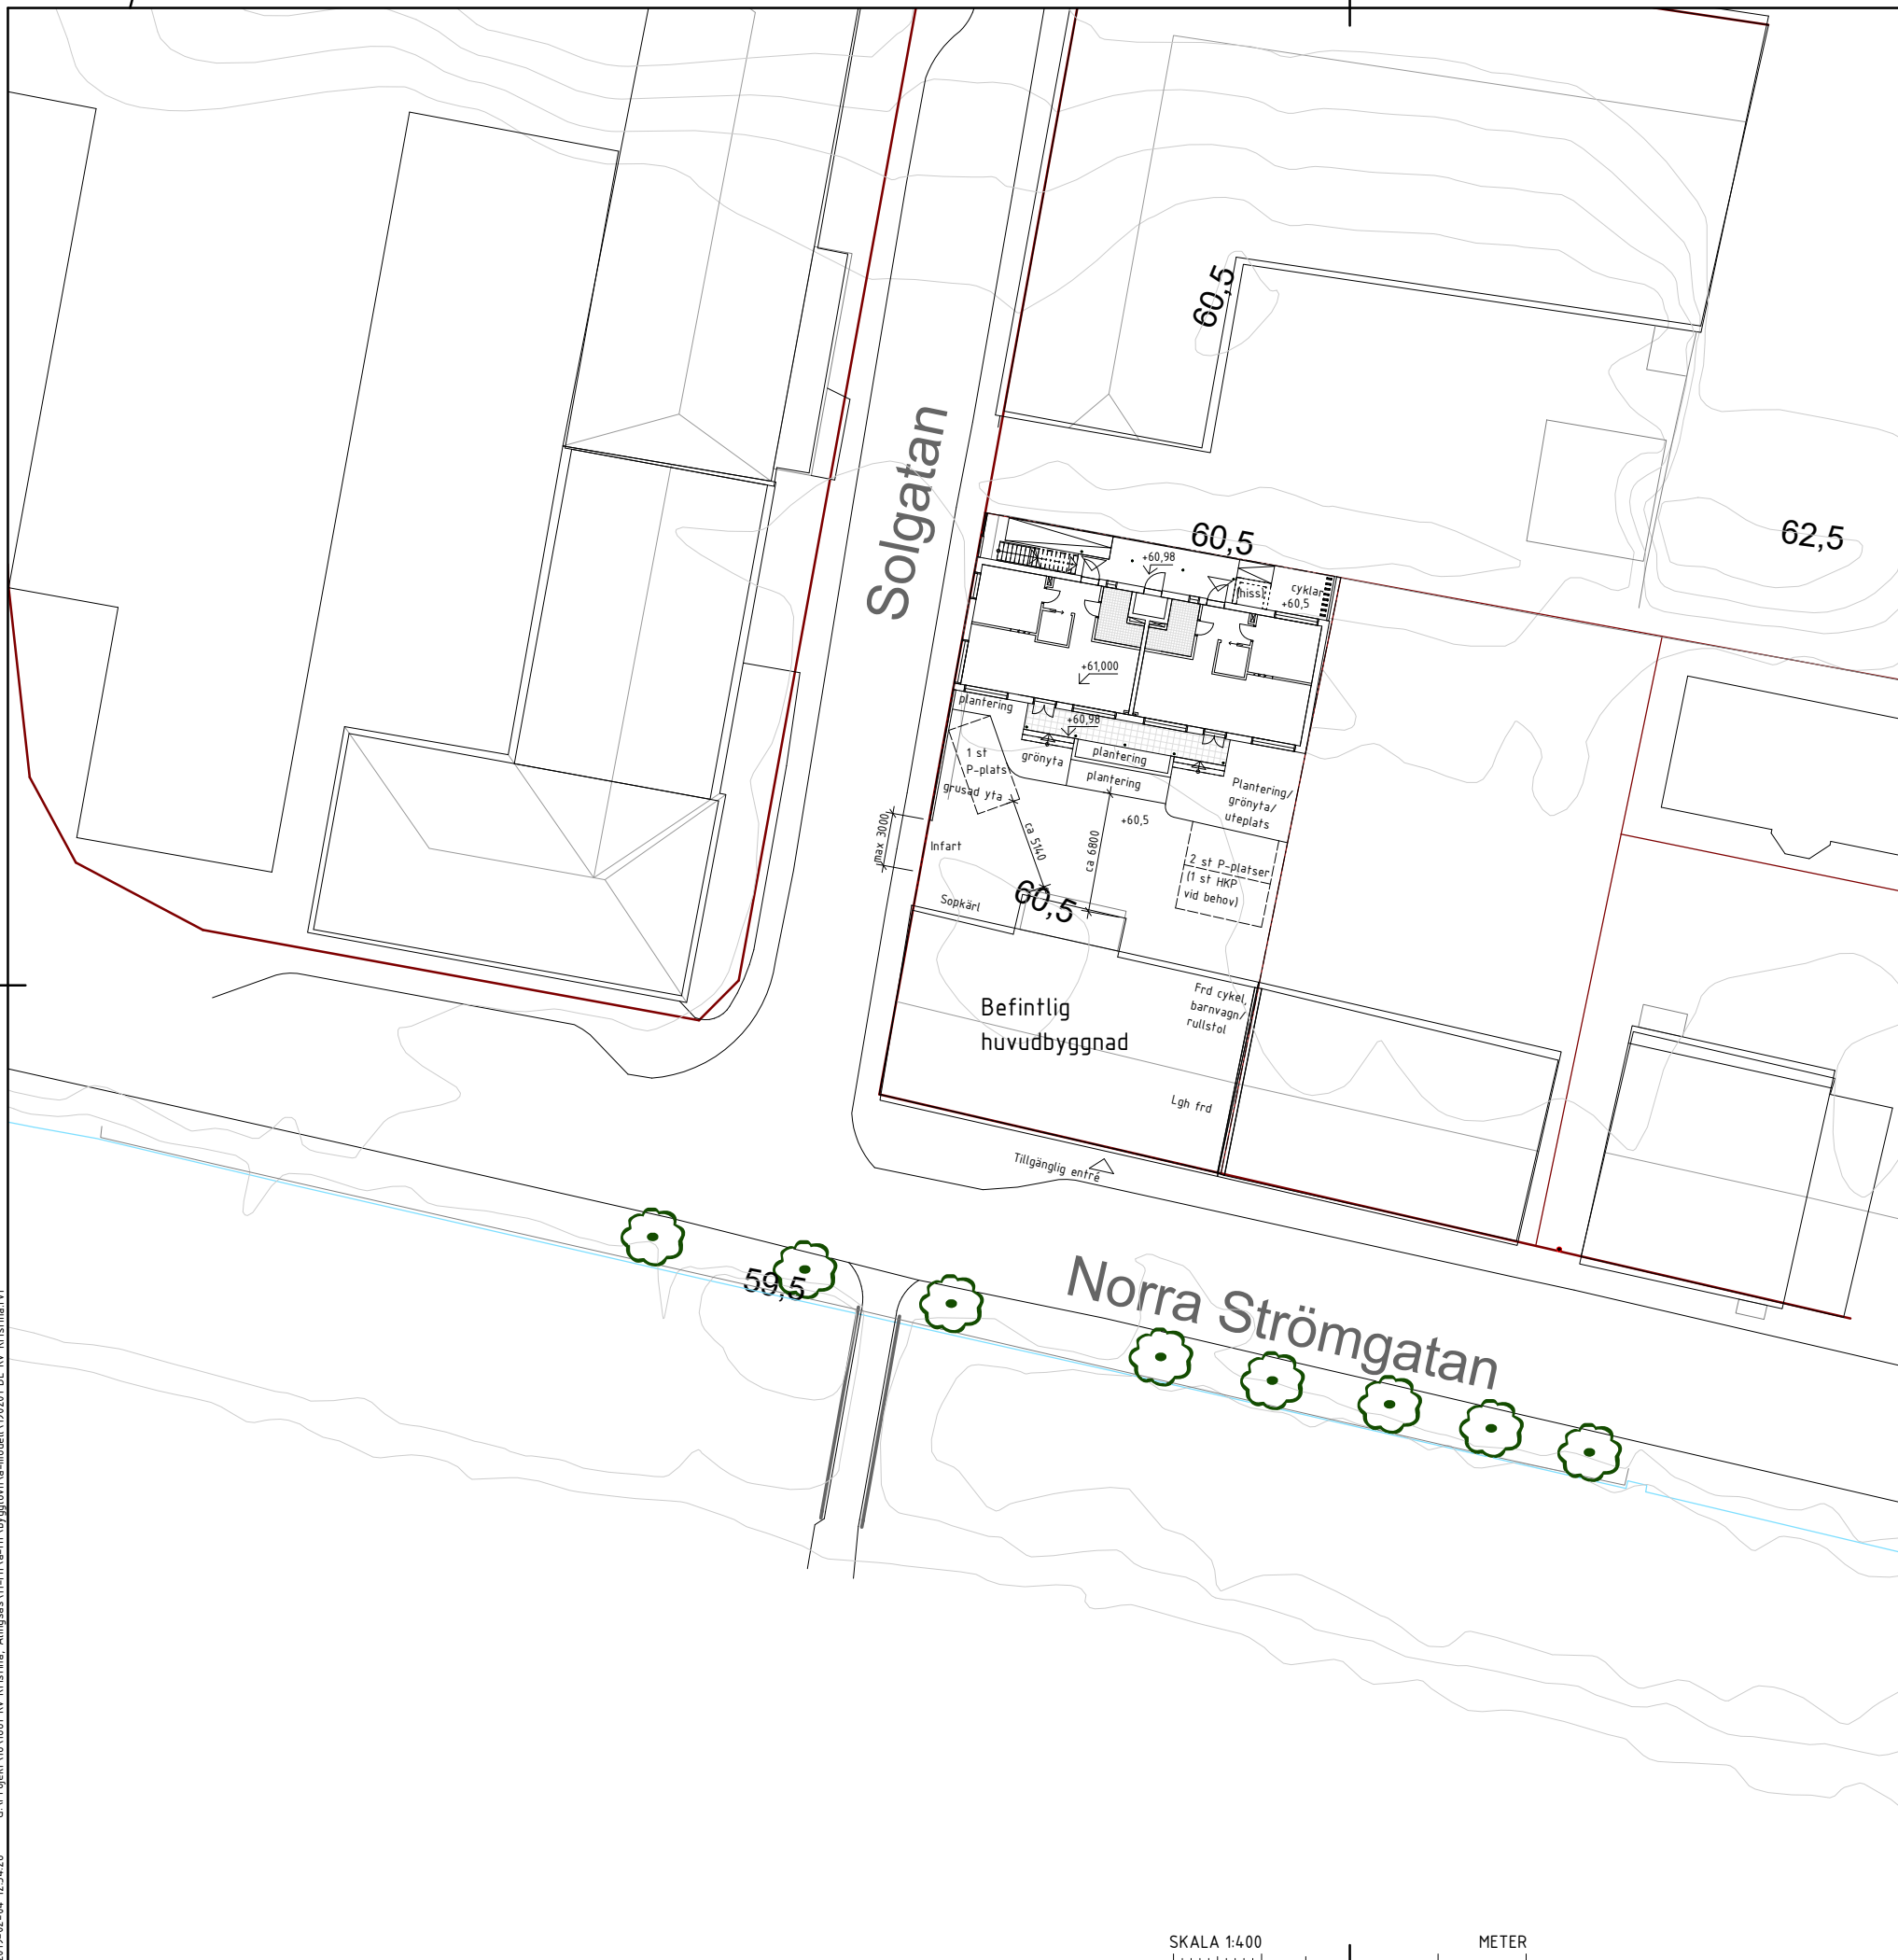 60,5
Solgatan
60,5
62,5
+60,98
hiss
cyklar
+60,5
+61,000
plantering
+60,98
1 st
P-plats
grusad yta
grönyta
plantering
plantering
Plantering/
grönyta/
uteplats
max 3000
Infart
ca 5140
ca 6800
+60,5
2 st P-platser
(1 st HKP
vid behov)
60,5
Sopkärl
Befintlig
huvudbyggnad
Frd cykel,
barnvagn/
rullstol
Lgh frd
Tillgänglig entré
59,5
Norra Strömgatan
SKALA 1:400
METER